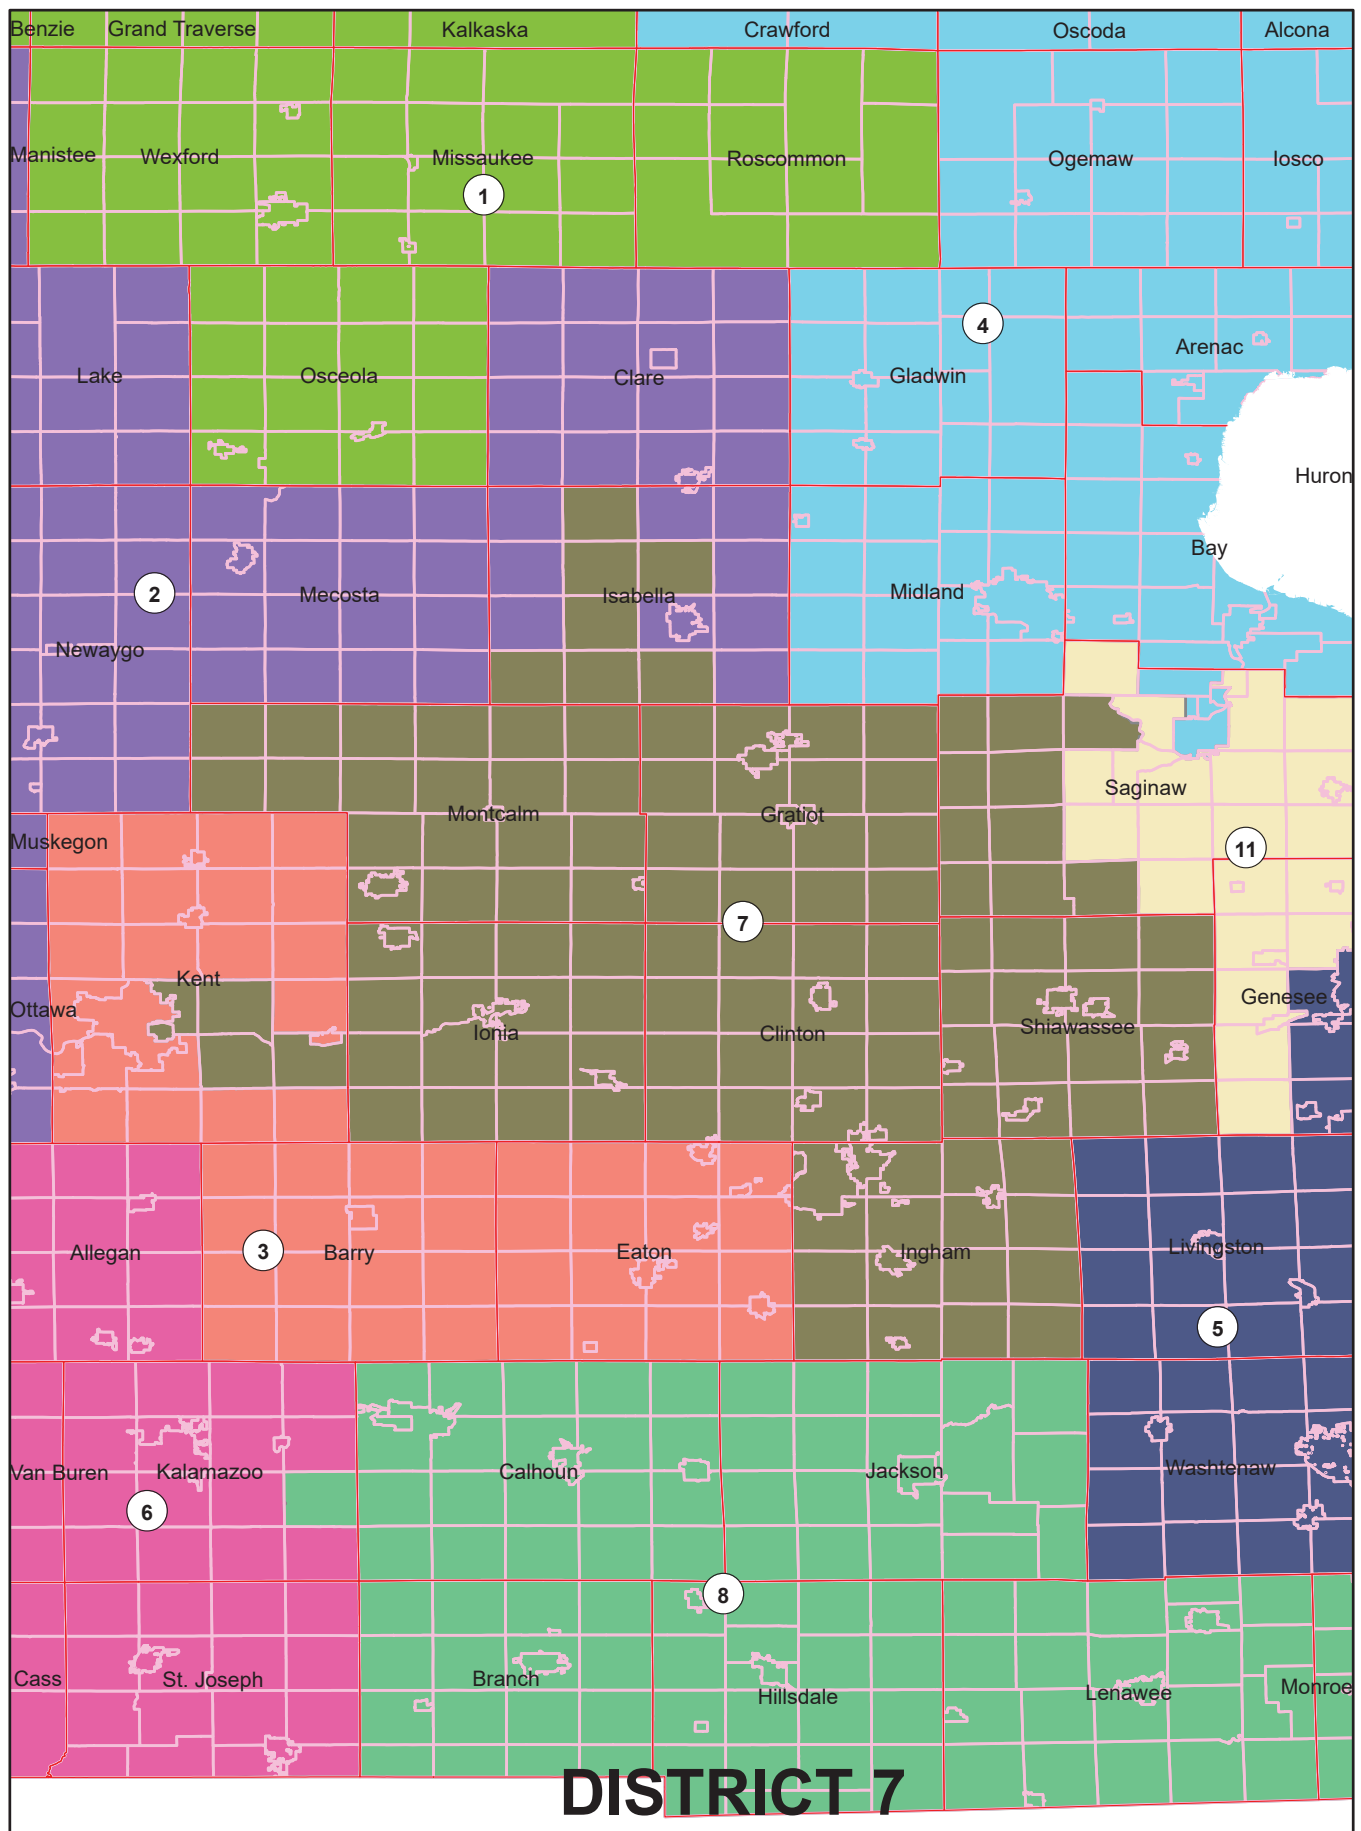 Benzie Grand Traverse Kalkaska Crawford Oscoda Alcona
Manistee Wexford Missaukee Roscommon Ogemaw Iosco
1
4
Lake Osceola Clare Gladwin Arenac
Huron
Bay
2 Mecosta Isabella Midland
Newaygo
Saginaw
Montcalm Gratiot
Muskegon 11
7
Kent
Ottawa Ionia Clinton Shiawassee Genesee
Allegan 3 Barry Eaton Ingham Livingston
5
Van Buren Kalamazoo Calhoun Jackson Washtenaw
6
8
Cass St. Joseph Branch Hillsdale Lenawee Monroe
DISTRICT 7